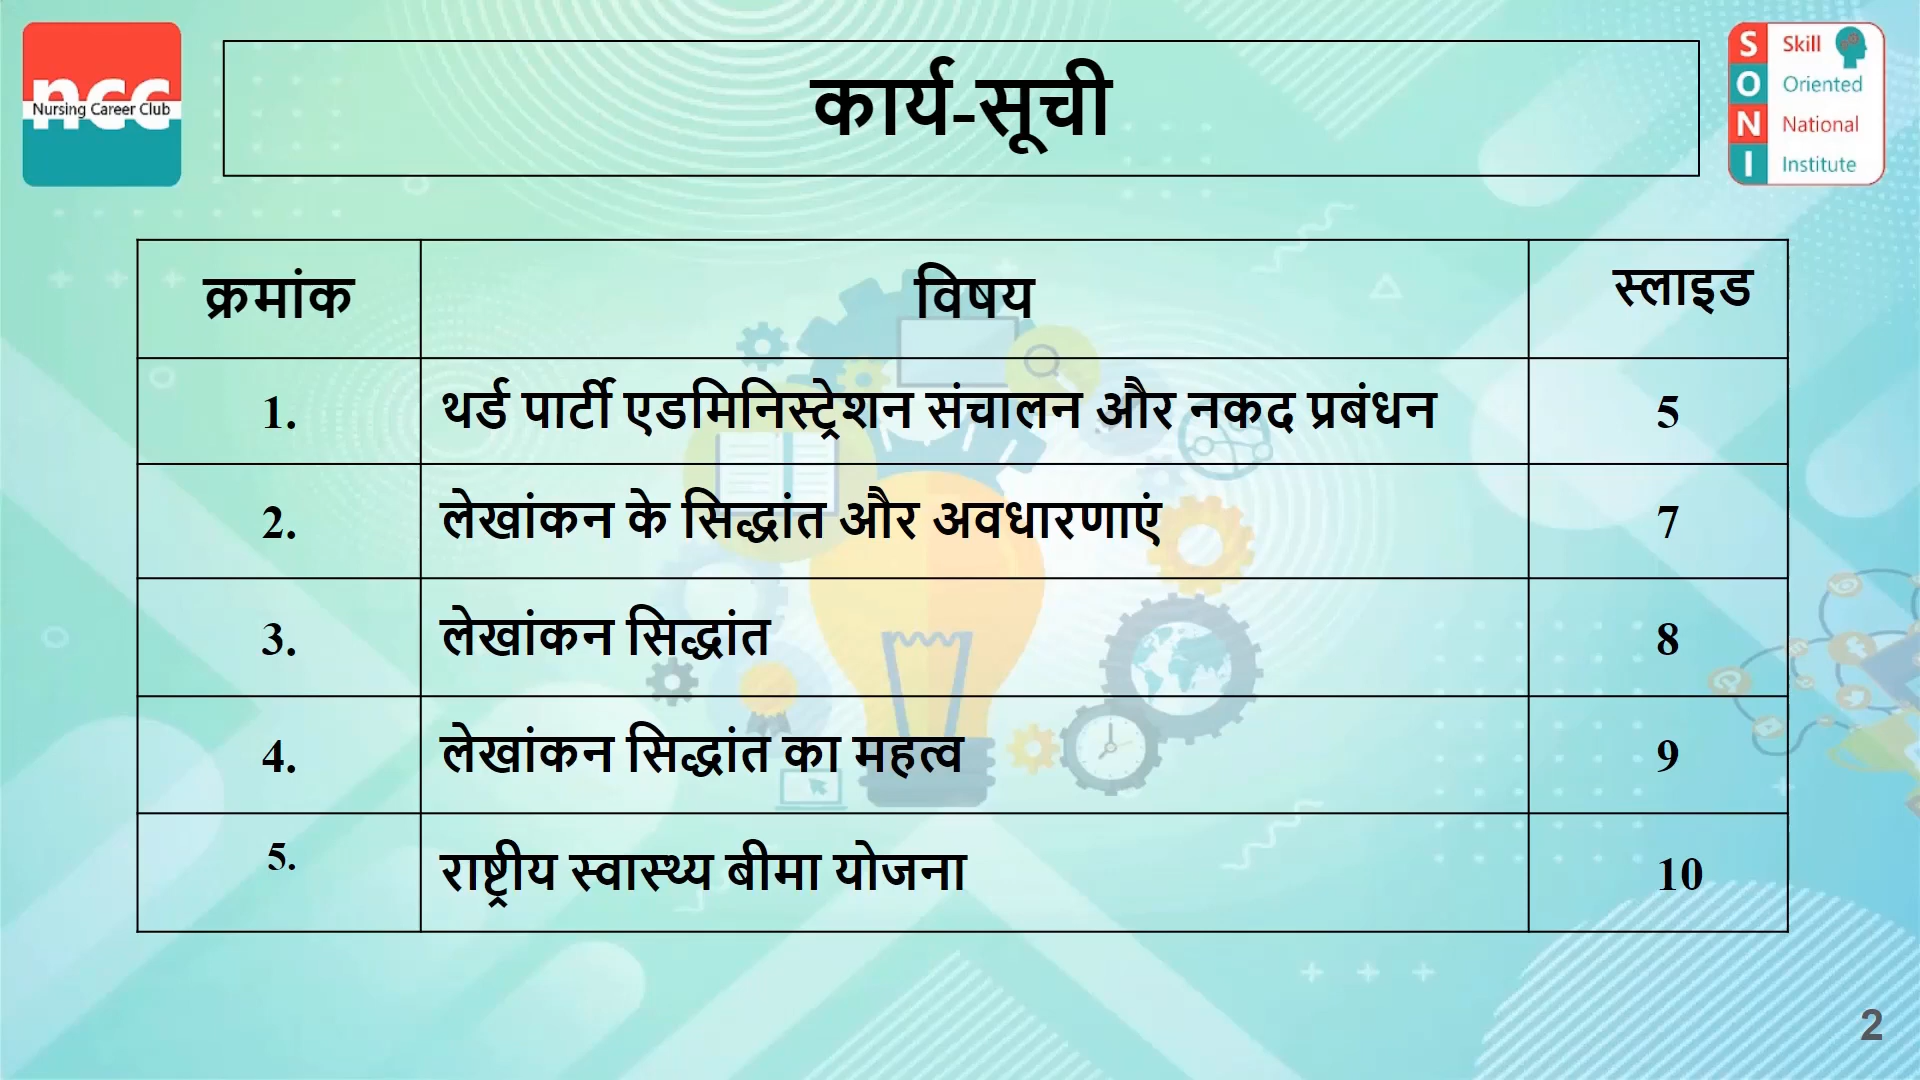 ncc
Nursing Career Club
कार्य-सूची
S Skill
O Oriented
N National
I Institute
क्रमांक विषय स्लाइड
1. थर्ड पार्टी एडमिनिस्ट्रेशन संचालन और नकद प्रबंधन 5
2. लेखांकन के सिद्धांत और अवधारणाएं 7
3. लेखांकन सिद्धांत 8
4. लेखांकन सिद्धांत का महत्व 9
5. राष्ट्रीय स्वास्थ्य बीमा योजना 10
2